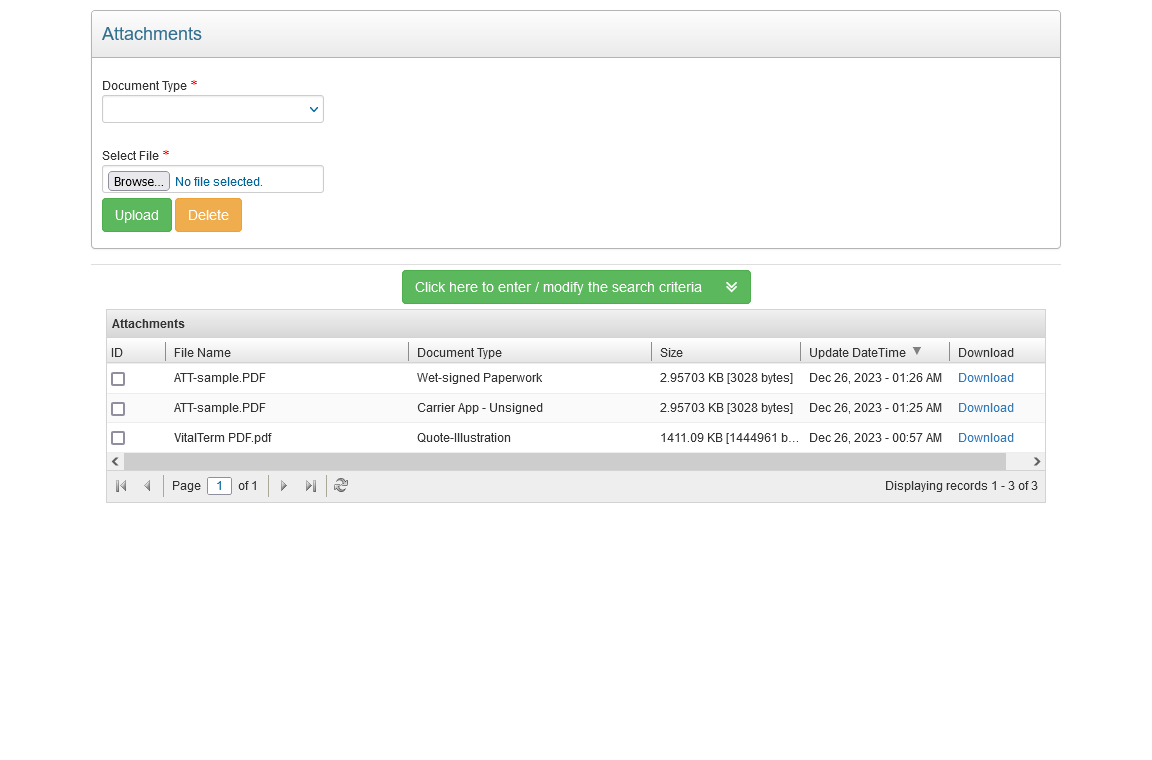 Attachments
Document Type *
Select File *
Browse... No file selected.
Upload Delete
Click here to enter / modify the search criteria
Attachments
ID File Name Document Type Size Update DateTime Download
ATT-sample.PDF Wet-signed Paperwork 2.95703 KB [3028 bytes] Dec 26, 2023 - 01:26 AM Download
ATT-sample.PDF Carrier App - Unsigned 2.95703 KB [3028 bytes] Dec 26, 2023 - 01:25 AM Download
VitalTerm PDF.pdf Quote-Illustration 1411.09 KB [1444961 b... Dec 26, 2023 - 00:57 AM Download
Page 1 of 1 Displaying records 1 - 3 of 3